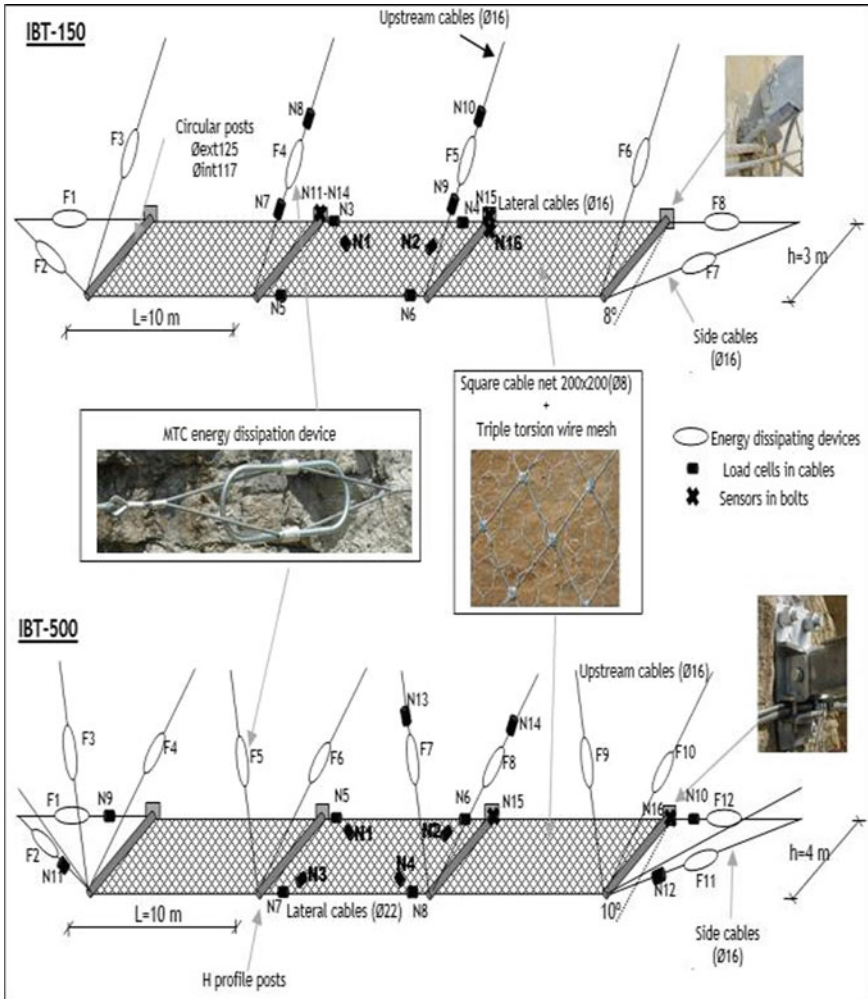 IBT-150
Upstream cables (Ø16)
N8
N10
F3
Circular posts
Øext125
Øint117
F4
F5
F6
F1
N7
N11-N14
N3
N9
N4
N15
Lateral cables (Ø16)
F8
F2
N1
N2
N16
F7
h=3 m
N5
N6
8º
L=10 m
Side cables
(Ø16)
MTC energy dissipation device
Square cable net 200x200(Ø8)
+
Triple torsion wire mesh
Energy dissipating devices
Load cells in cables
Sensors in bolts
IBT-500
Upstream cables (Ø16)
F3
F4
F5
F6
N13
F7
N14
F8
F9
F10
F1
N9
N5
N6
N15
N16
N10
F12
F2
N11
N1
N2
N3
N4
N12
F11
h=4 m
N7
Lateral cables (Ø22)
N8
10º
L=10 m
Side cables
(Ø16)
H profile posts